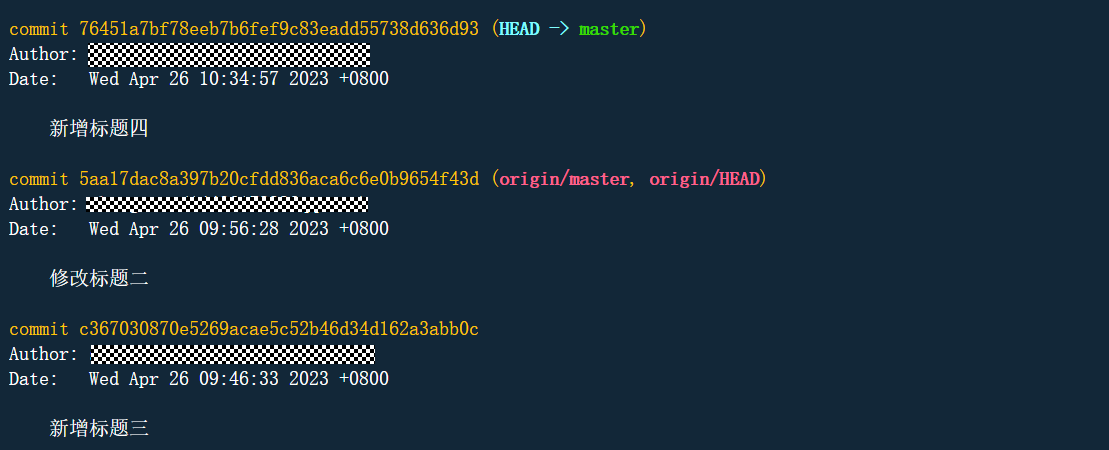 commit 76451a7bf78eeb7b6fef9c83eadd55738d636d93 (HEAD -> master)
Author:
Date:   Wed Apr 26 10:34:57 2023 +0800
新增标题四
commit 5aa17dac8a397b20cfdd836aca6c6e0b9654f43d (origin/master, origin/HEAD)
Author:
Date:   Wed Apr 26 09:56:28 2023 +0800
修改标题二
commit c367030870e5269acae5c52b46d34d162a3abb0c
Author:
Date:   Wed Apr 26 09:46:33 2023 +0800
新增标题三